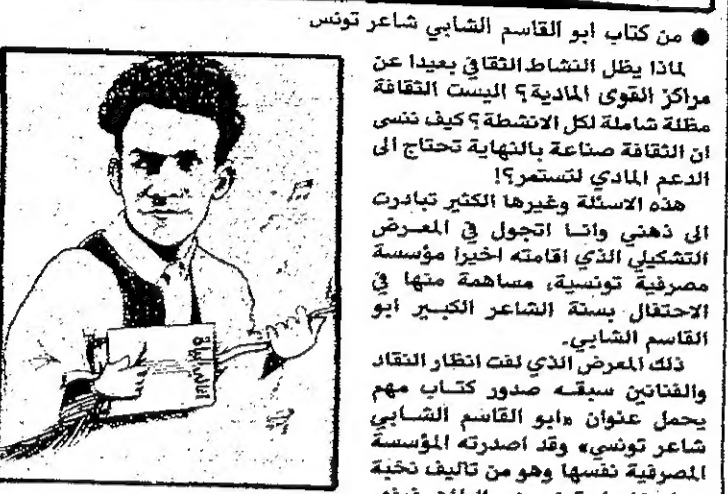 ● من كتاب ابو القاسم الشابي شاعر تونس
لماذا يظل النشاط الثقافي بعيدا عن
مراكز القوى المادية؟ اليست الثقافة
مظلة شاملة لكل الانشطة؟ كيف ننسى
ان الثقافة صناعة بالنهاية تحتاج الى
الدعم المادي لتستمر؟!
هذه الاسئلة وغيرها الكثير تبادرت
الى ذهني وانا اتجول في المعرض
التشكيلي الذي اقامته اخيرا مؤسسة
مصرفية تونسية، مساهمة منها في
الاحتفال بسنة الشاعر الكبير ابو
القاسم الشابي.
ذلك المعرض الذي لفت انظار النقاد
والفنانين سبقه صدور كتاب مهم
يحمل عنوان «ابو القاسم الشابي
شاعر تونسي» وقد اصدرته المؤسسة
المصرفية نفسها وهو من تاليف نخبة